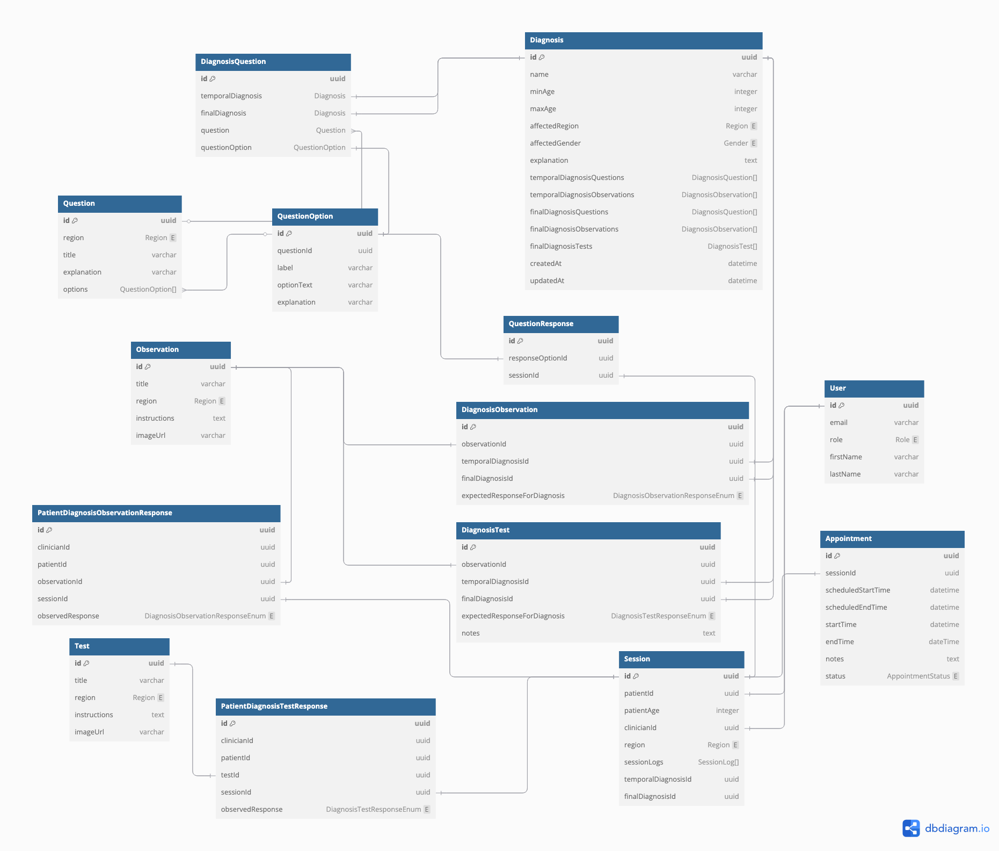 Diagnosis
id uuid
name varchar
minAge integer
maxAge integer
affectedRegion Region E
affectedGender Gender E
explanation text
temporalDiagnosisQuestions DiagnosisQuestion[]
temporalDiagnosisObservations DiagnosisObservation[]
finalDiagnosisQuestions DiagnosisQuestion[]
finalDiagnosisObservations DiagnosisObservation[]
finalDiagnosisTests DiagnosisTest[]
createdAt datetime
updatedAt datetime
DiagnosisQuestion
id uuid
temporalDiagnosis Diagnosis
finalDiagnosis Diagnosis
question Question
questionOption QuestionOption
Question
id uuid
region Region E
title varchar
explanation varchar
options QuestionOption[]
QuestionOption
id uuid
questionId uuid
label varchar
optionText varchar
explanation varchar
QuestionResponse
id uuid
responseOptionId uuid
sessionId uuid
Observation
id uuid
title varchar
region Region E
instructions text
imageUrl varchar
User
id uuid
email varchar
role Role E
firstName varchar
lastName varchar
DiagnosisObservation
id uuid
observationId uuid
temporalDiagnosisId uuid
finalDiagnosisId uuid
expectedResponseForDiagnosis DiagnosisObservationResponseEnum E
PatientDiagnosisObservationResponse
id uuid
clinicianId uuid
patientId uuid
observationId uuid
sessionId uuid
observedResponse DiagnosisObservationResponseEnum E
DiagnosisTest
id uuid
observationId uuid
temporalDiagnosisId uuid
finalDiagnosisId uuid
expectedResponseForDiagnosis DiagnosisTestResponseEnum E
notes text
Appointment
id uuid
sessionId uuid
scheduledStartTime datetime
scheduledEndTime datetime
startTime datetime
endTime dateTime
notes text
status AppointmentStatus E
Test
id uuid
title varchar
region Region E
instructions text
imageUrl varchar
PatientDiagnosisTestResponse
id uuid
clinicianId uuid
patientId uuid
testId uuid
sessionId uuid
observedResponse DiagnosisTestResponseEnum E
Session
id uuid
patientId uuid
patientAge integer
clinicianId uuid
region Region E
sessionLogs SessionLog[]
temporalDiagnosisId uuid
finalDiagnosisId uuid
dbdiagram.io